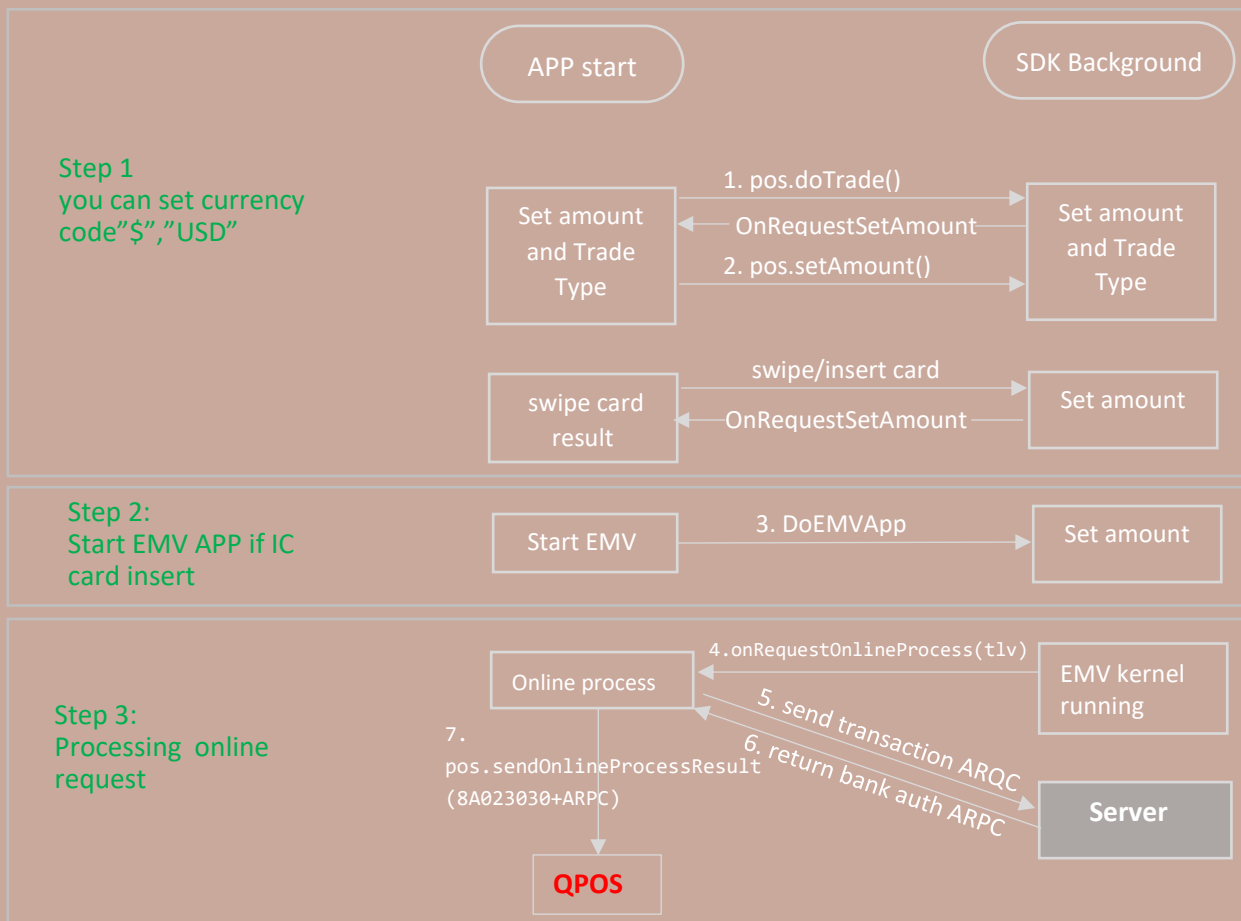 APP start
SDK Background
Step 1
you can set currency
code”$”,”USD”
Set amount
and Trade
Type
1. pos.doTrade()
OnRequestSetAmount
2. pos.setAmount()
Set amount
and Trade
Type
swipe card
result
swipe/insert card
OnRequestSetAmount
Set amount
Step 2:
Start EMV APP if IC
card insert
Start EMV
3. DoEMVApp
Set amount
Step 3:
Processing online
request
Online process
4.onRequestOnlineProcess(tlv)
EMV kernel
running
5. send transaction ARQC
6. return bank auth ARPC
7.
pos.sendOnlineProcessResult
(8A023030+ARPC)
Server
QPOS